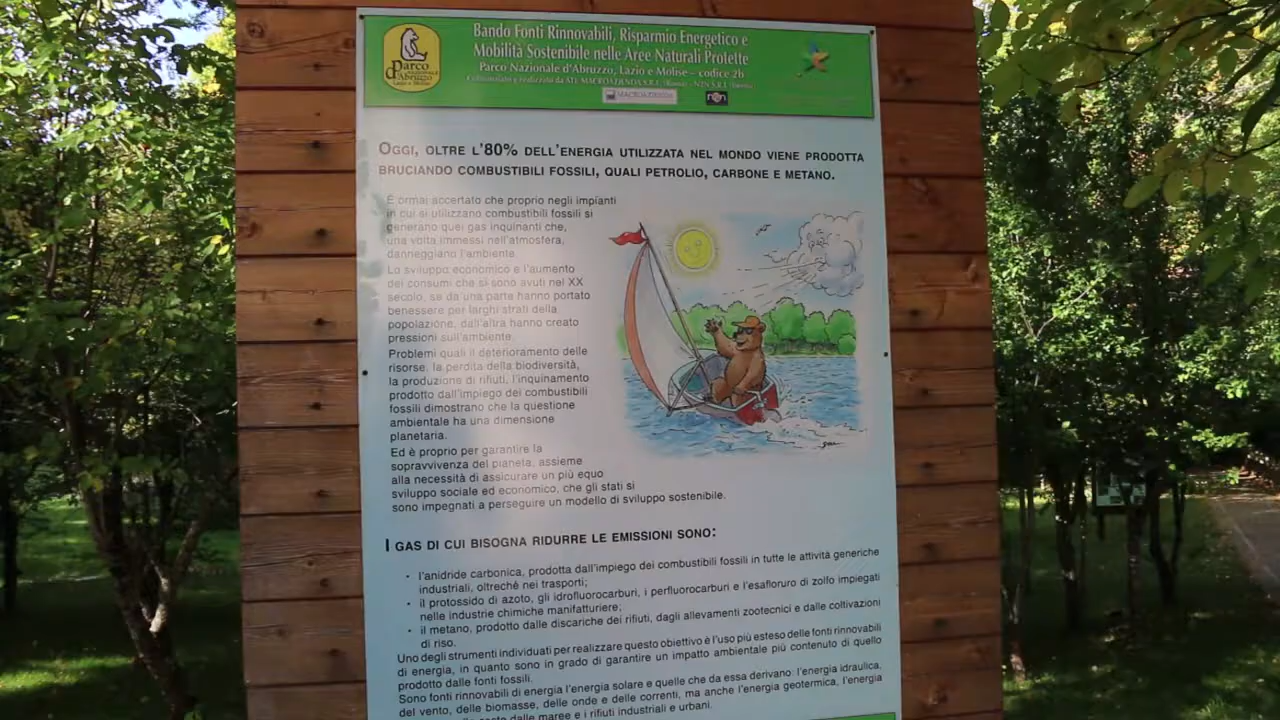 Parco
NAZIONALE
d'Abruzzo
Lazio e Molise
Bando Fonti Rinnovabili, Risparmio Energetico e
Mobilità Sostenibile nelle Aree Naturali Protette
Parco Nazionale d'Abruzzo, Lazio e Molise – codice 2b
MACROAZIENDA
OGGI, OLTRE L'80% DELL'ENERGIA UTILIZZATA NEL MONDO VIENE PRODOTTA
BRUCIANDO COMBUSTIBILI FOSSILI, QUALI PETROLIO, CARBONE E METANO.
È ormai accertato che proprio negli impianti
in cui si utilizzano combustibili fossili si
generano quei gas inquinanti che,
una volta immessi nell'atmosfera,
danneggiano l'ambiente.
Lo sviluppo economico e l'aumento
dei consumi che si sono avuti nel XX
secolo, se da una parte hanno portato
benessere per larghi strati della
popolazione, dall'altra hanno creato
pressioni sull'ambiente.
Problemi quali il deterioramento delle
risorse, la perdita della biodiversità,
la produzione di rifiuti, l'inquinamento
prodotto dall'impiego dei combustibili
fossili dimostrano che la questione
ambientale ha una dimensione
planetaria.
Ed è proprio per garantire la
sopravvivenza del pianeta, assieme
alla necessità di assicurare un più equo
sviluppo sociale ed economico, che gli stati si
sono impegnati a perseguire un modello di sviluppo sostenibile.
I GAS DI CUI BISOGNA RIDURRE LE EMISSIONI SONO:
• l'anidride carbonica, prodotta dall'impiego dei combustibili fossili in tutte le attività generiche
industriali, oltreché nei trasporti;
• il protossido di azoto, gli idrofluorocarburi, i perfluorocarburi e l'esafloruro di zolfo impiegati
nelle industrie chimiche manifatturiere;
• il metano, prodotto dalle discariche dei rifiuti, dagli allevamenti zootecnici e dalle coltivazioni
di riso.
Uno degli strumenti individuati per realizzare questo obiettivo è l'uso più esteso delle fonti rinnovabili
di energia, in quanto sono in grado di garantire un impatto ambientale più contenuto di quello
prodotto dalle fonti fossili.
Sono fonti rinnovabili di energia l'energia solare e quelle che da essa derivano: l'energia idraulica,
del vento, delle biomasse, delle onde e delle correnti, ma anche l'energia geotermica, l'energia
dalle maree e i rifiuti industriali e urbani.